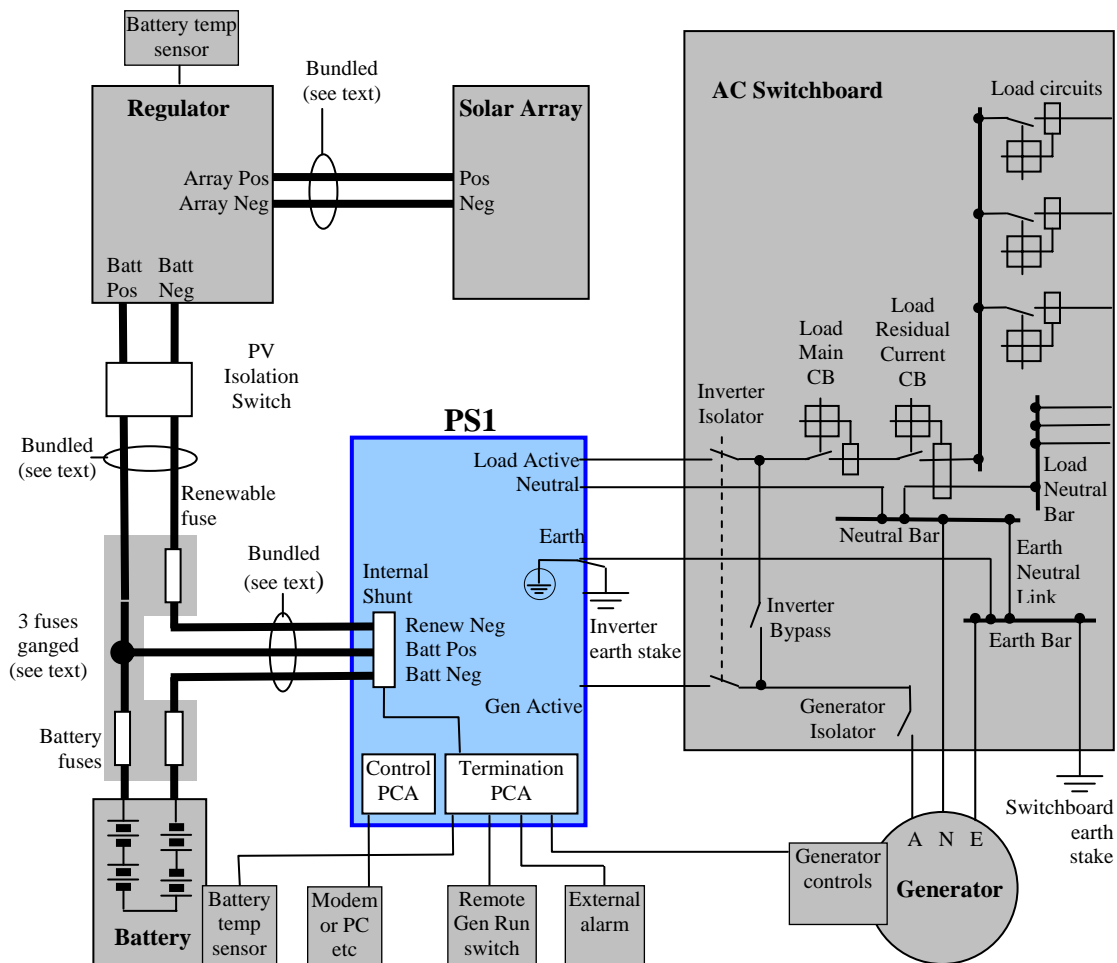 Battery temp
sensor
Bundled
(see text)
Regulator
Solar Array
Array Pos
Array Neg
Pos
Neg
Batt
Pos
Batt
Neg
PV
Isolation
Switch
Bundled
(see text)
Renewable
fuse
3 fuses
ganged
(see text)
Battery
fuses
Battery
Bundled
(see text)
PS1
Load Active
Neutral
Earth
Internal
Shunt
Renew Neg
Batt Pos
Batt Neg
Gen Active
Control
PCA
Termination
PCA
Inverter
earth stake
Battery
temp
sensor
Modem
or PC
etc
Remote
Gen Run
switch
External
alarm
AC Switchboard
Load circuits
Load
Main
CB
Load
Residual
Current
CB
Inverter
Isolator
Load
Neutral
Bar
Neutral Bar
Earth
Neutral
Link
Earth Bar
Inverter
Bypass
Generator
Isolator
Switchboard
earth
stake
A N E
Generator
controls
Generator